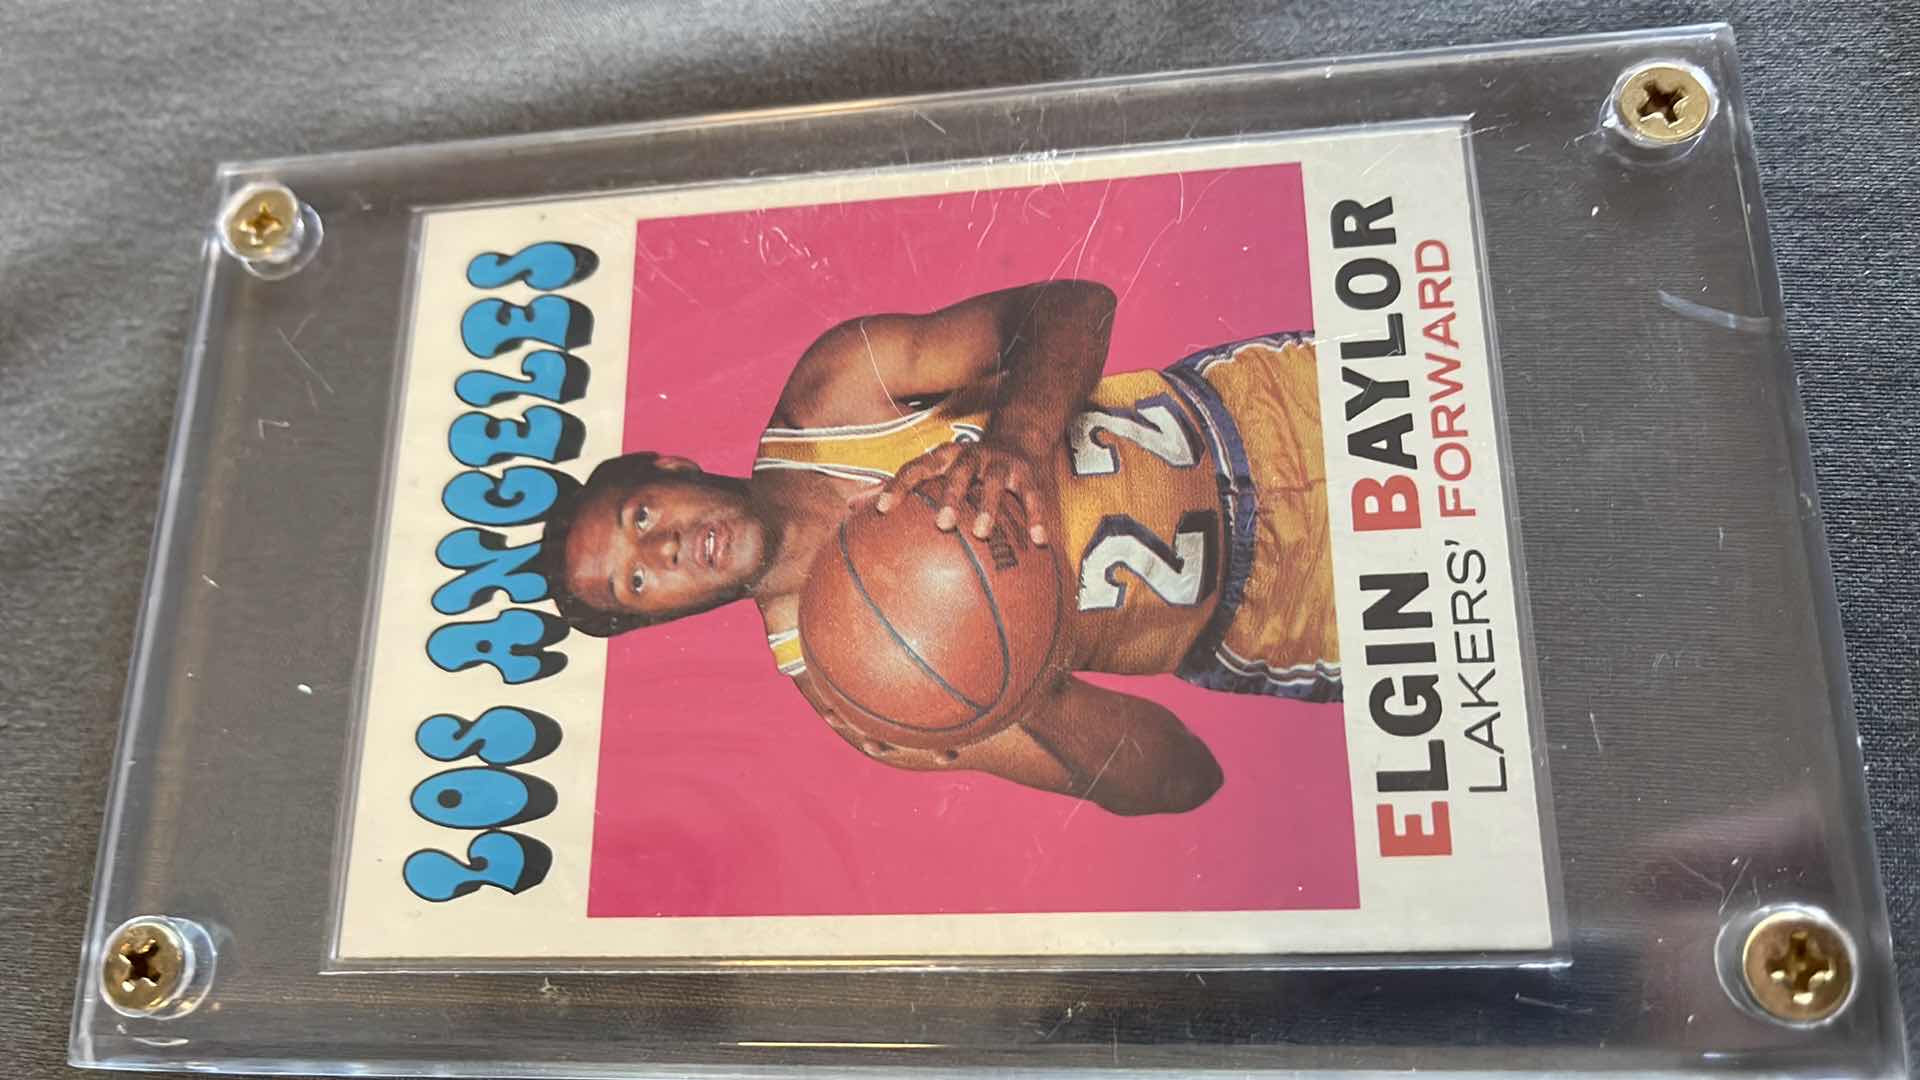 LOS ANGELES
22
ELGIN BAYLOR
LAKERS' FORWARD